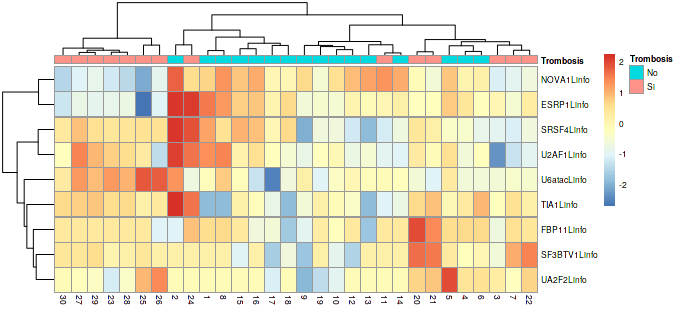 Trombosis
NOVA1Linfo
ESRP1Linfo
SRSF4Linfo
U2AF1Linfo
U6atacLinfo
TIA1Linfo
FBP11Linfo
SF3BTV1Linfo
UA2F2Linfo
30 27 29 23 28 25 26 2 24 1 8 15 16 17 18 9 19 10 12 13 11 14 20 21 5 4 6 3 7 22
2
1
0
-1
-2
Trombosis
No
SI